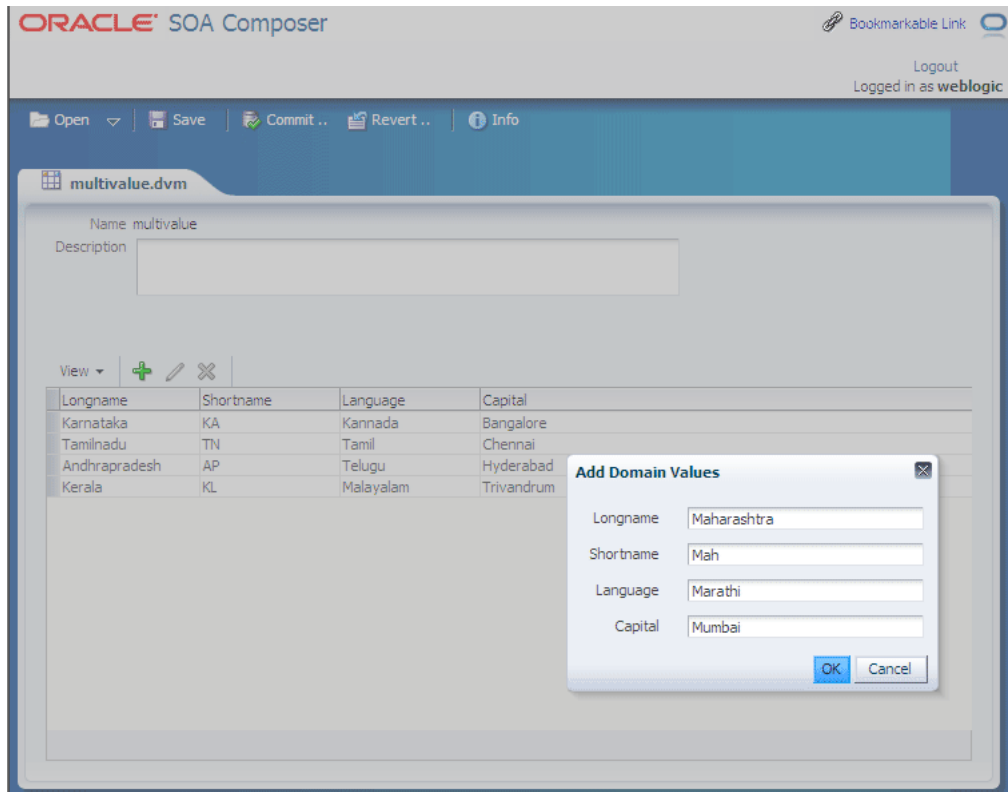 ORACLE SOA Composer
Bookmarkable Link
Logout
Logged in as weblogic
Open Save Commit .. Revert .. Info
multivalue.dvm
Name multivalue
Description
View
Longname Shortname Language Capital
Karnataka KA Kannada Bangalore
Tamilnadu TN Tamil Chennai
Andhrapradesh AP Telugu Hyderabad
Kerala KL Malayalam Trivandrum
Add Domain Values
Longname Maharashtra
Shortname Mah
Language Marathi
Capital Mumbai
OK Cancel